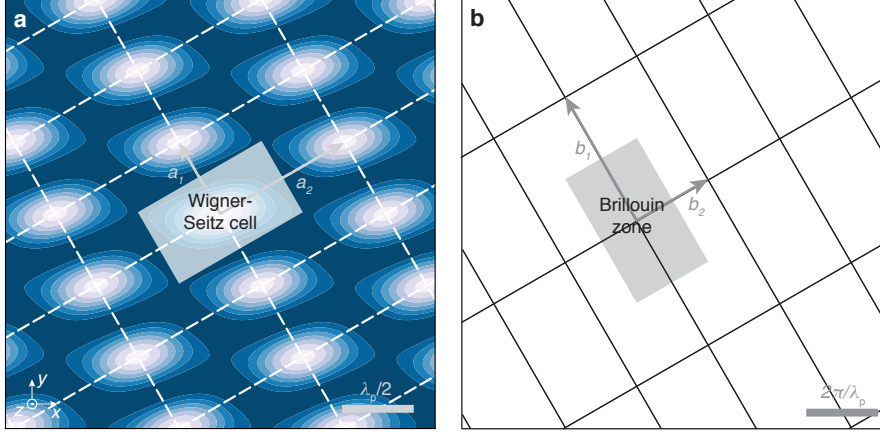 a
a₁
a₂
Wigner-
Seitz cell
y
z
x
λₚ/2
b
b₁
b₂
Brillouin
zone
2π/λₚ